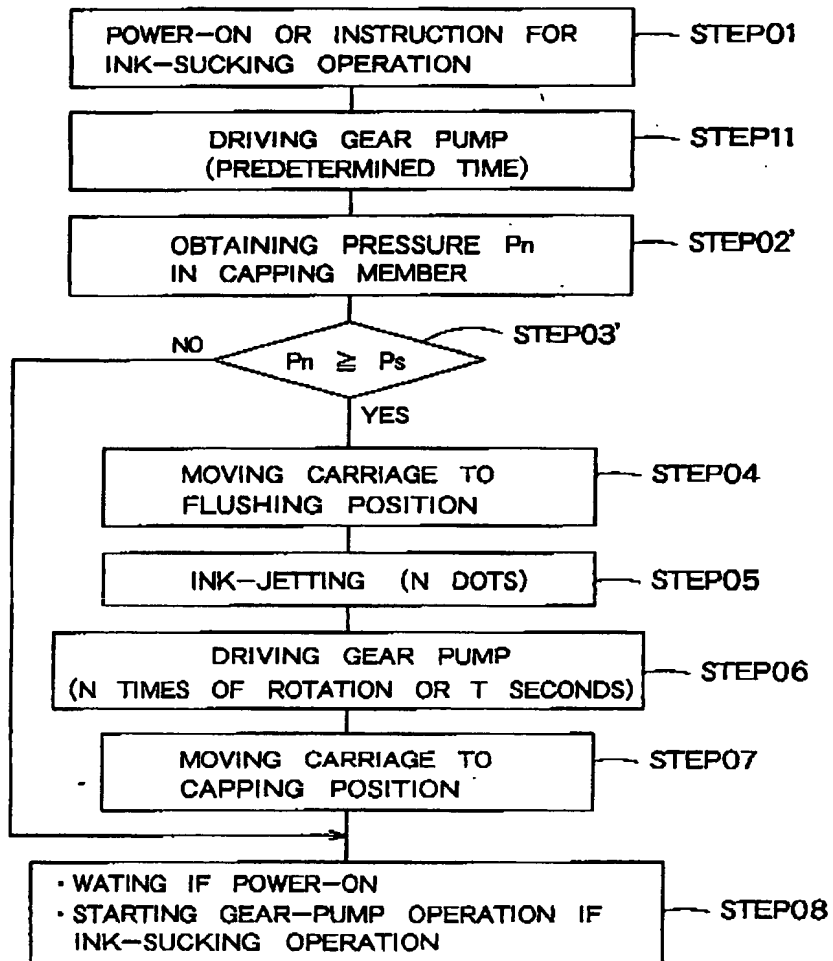 POWER-ON OR INSTRUCTION FOR
INK-SUCKING OPERATION
STEP01
DRIVING GEAR PUMP
(PREDETERMINED TIME)
STEP11
OBTAINING PRESSURE Pn
IN CAPPING MEMBER
STEP02'
STEP03'
NO
Pn ≧ Ps
YES
MOVING CARRIAGE TO
FLUSHING POSITION
STEP04
INK-JETTING (N DOTS)
STEP05
DRIVING GEAR PUMP
(N TIMES OF ROTATION OR T SECONDS)
STEP06
MOVING CARRIAGE TO
CAPPING POSITION
STEP07
・WATING IF POWER-ON
・STARTING GEAR-PUMP OPERATION IF
INK-SUCKING OPERATION
STEP08